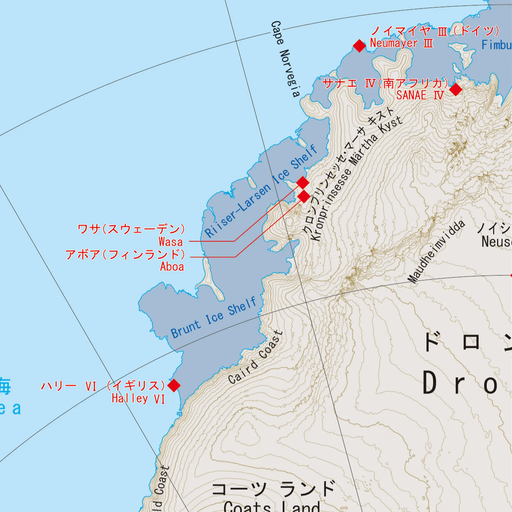 Cape Norvegia
ノイマイヤ Ⅲ(ドイツ)
Neumayer Ⅲ
Fimbu
サナエ Ⅳ(南アフリカ)
SANAE Ⅳ
Riiser-Larsen Ice Shelf
クロンプリンセッセ・マーサ キスト
Kronprinsesse Märtha Kyst
ワサ(スウェーデン)
Wasa
アボア(フィンランド)
Aboa
ノイシ
Neus
Maudheimvidda
Brunt Ice Shelf
ドロン
Dro
Caird Coast
ハリー Ⅵ (イギリス)
Halley Ⅵ
海
ea
コーツ ランド
Coats Land
ld Coast